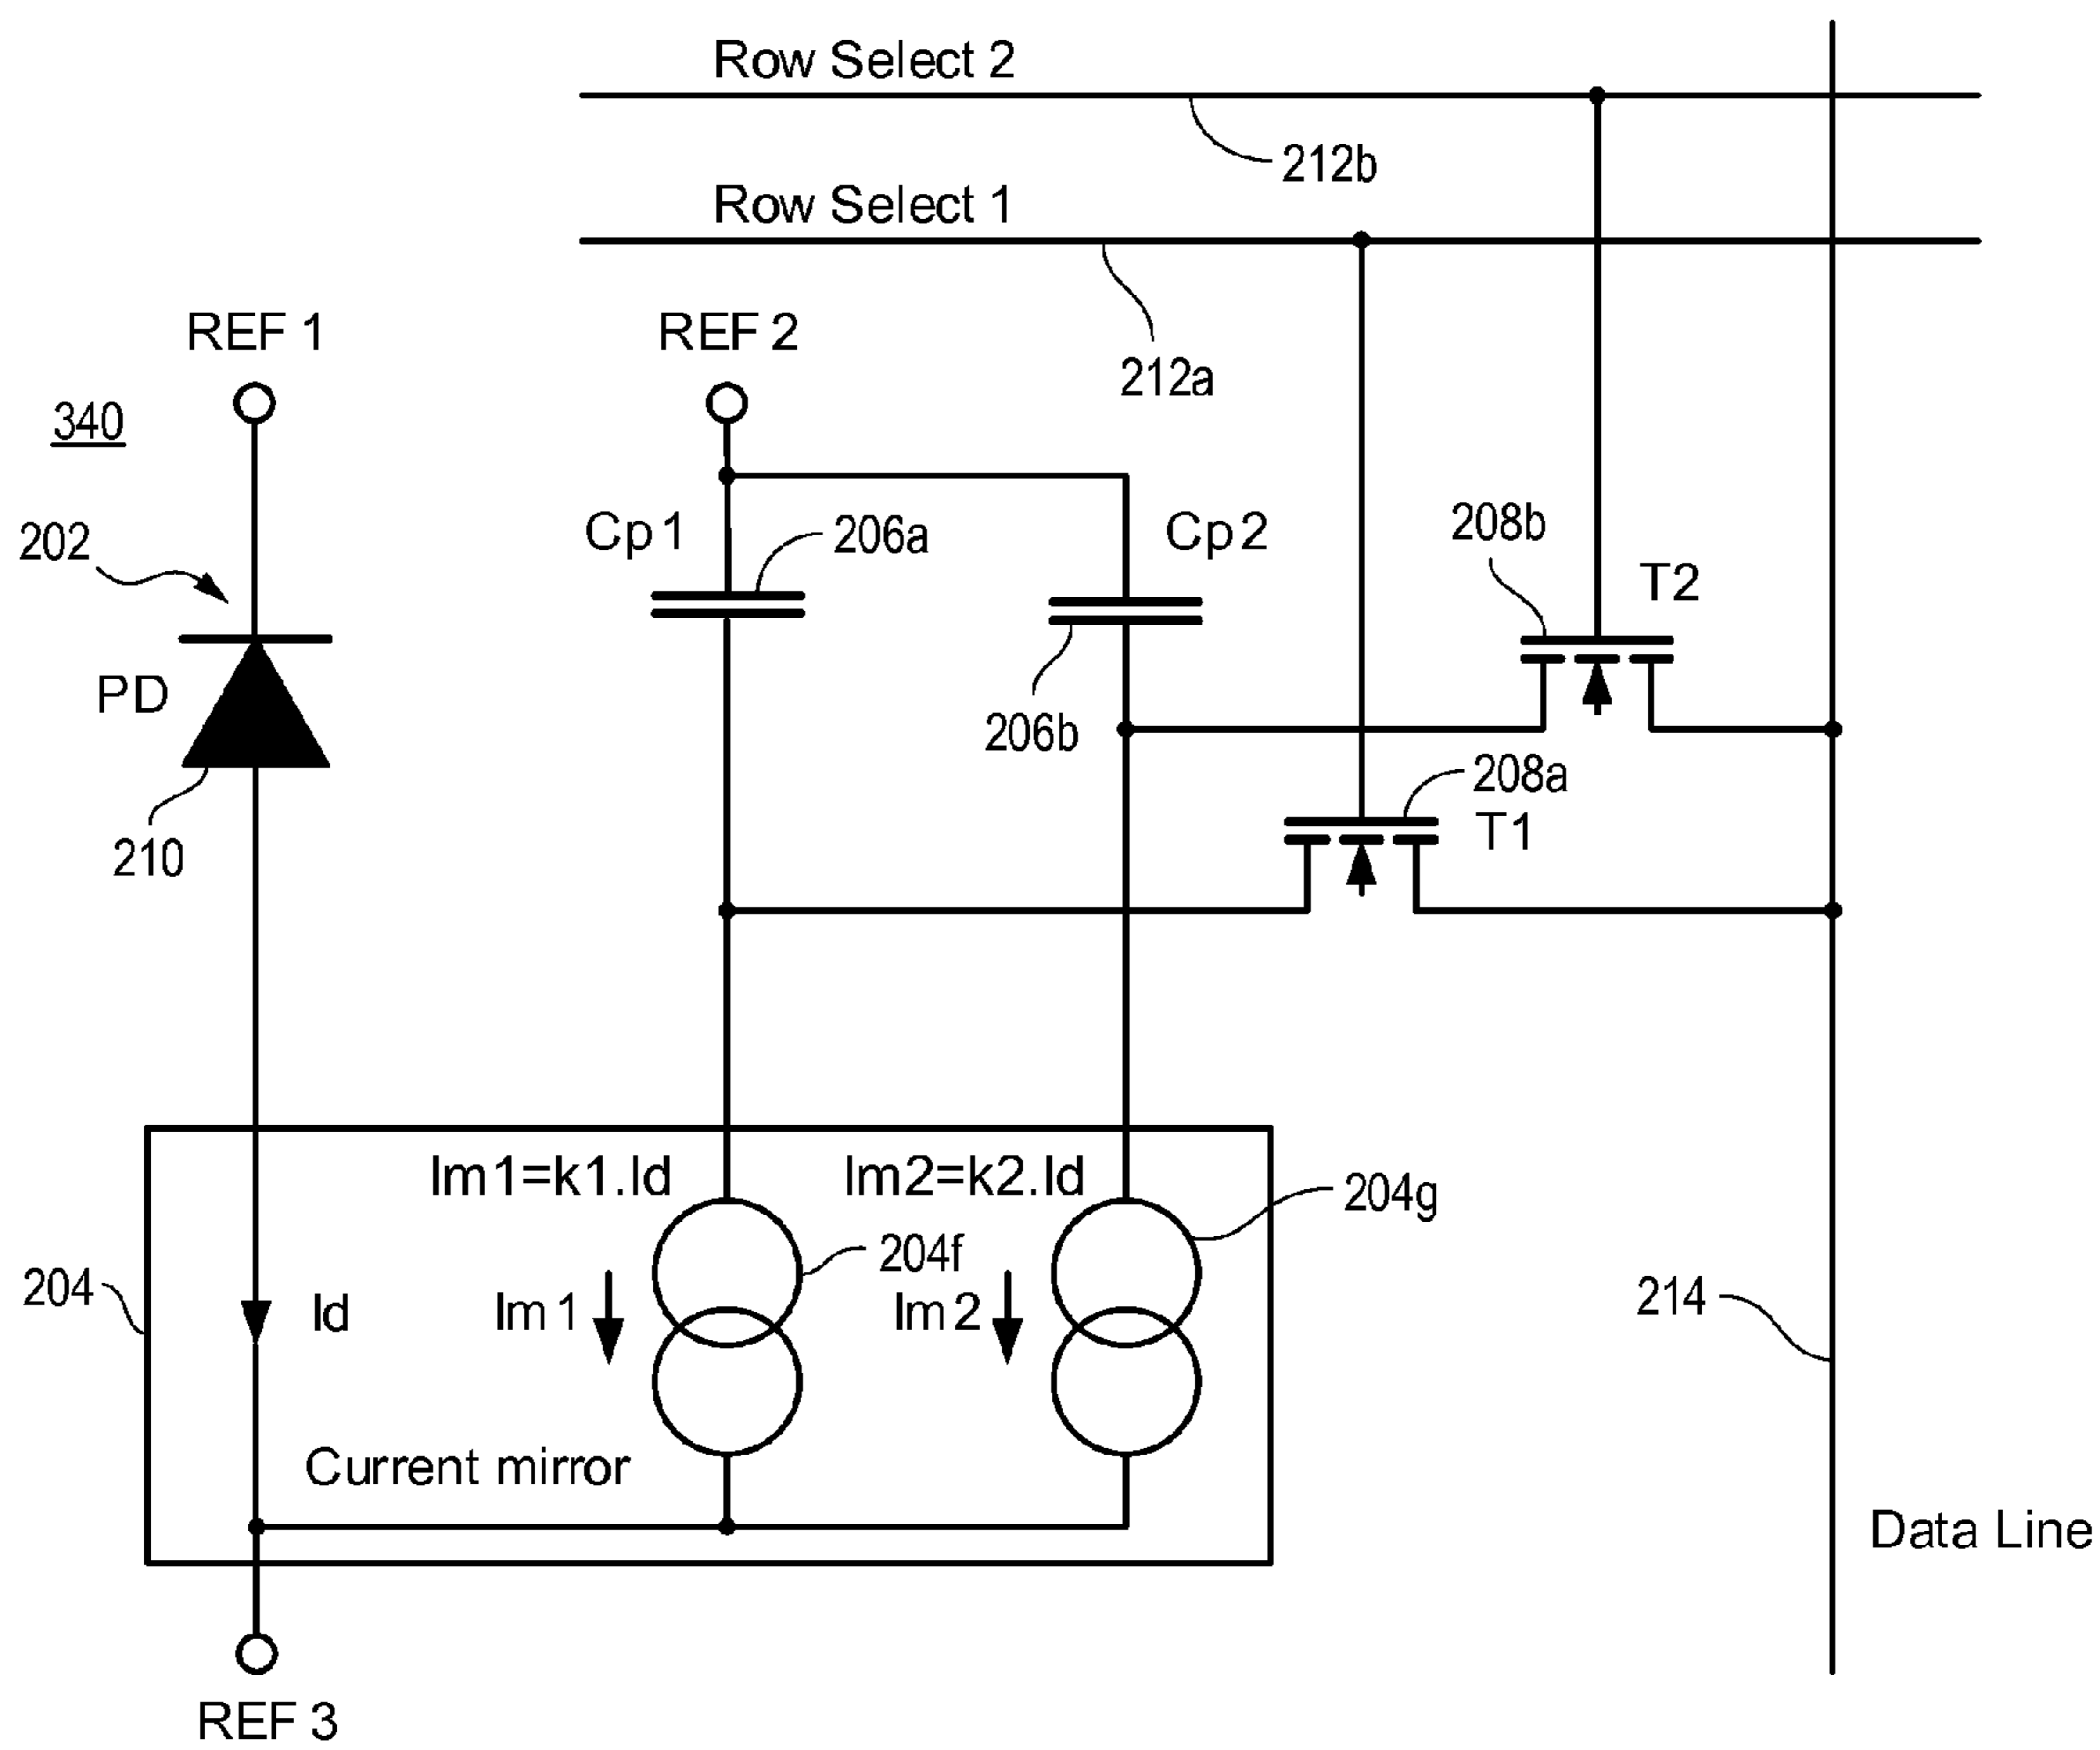 Row Select 2
212b
Row Select 1
212a
REF 1
REF 2
340
202
Cp1
206a
Cp2
208b
T2
PD
206b
208a
T1
210
Im1=k1.Id
Im2=k2.Id
204g
204f
204
Id
Im1
Im2
214
Current mirror
Data Line
REF 3